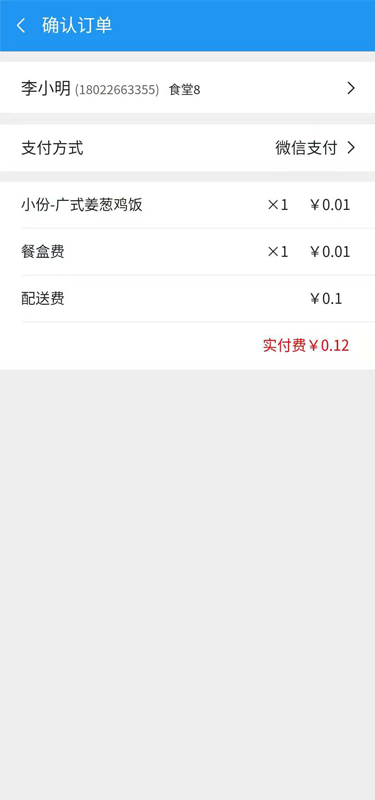 确认订单
李小明 (18022663355) 食堂8
支付方式 微信支付
小份-广式姜葱鸡饭 ×1 ￥0.01
餐盒费 ×1 ￥0.01
配送费 ￥0.1
实付费￥0.12